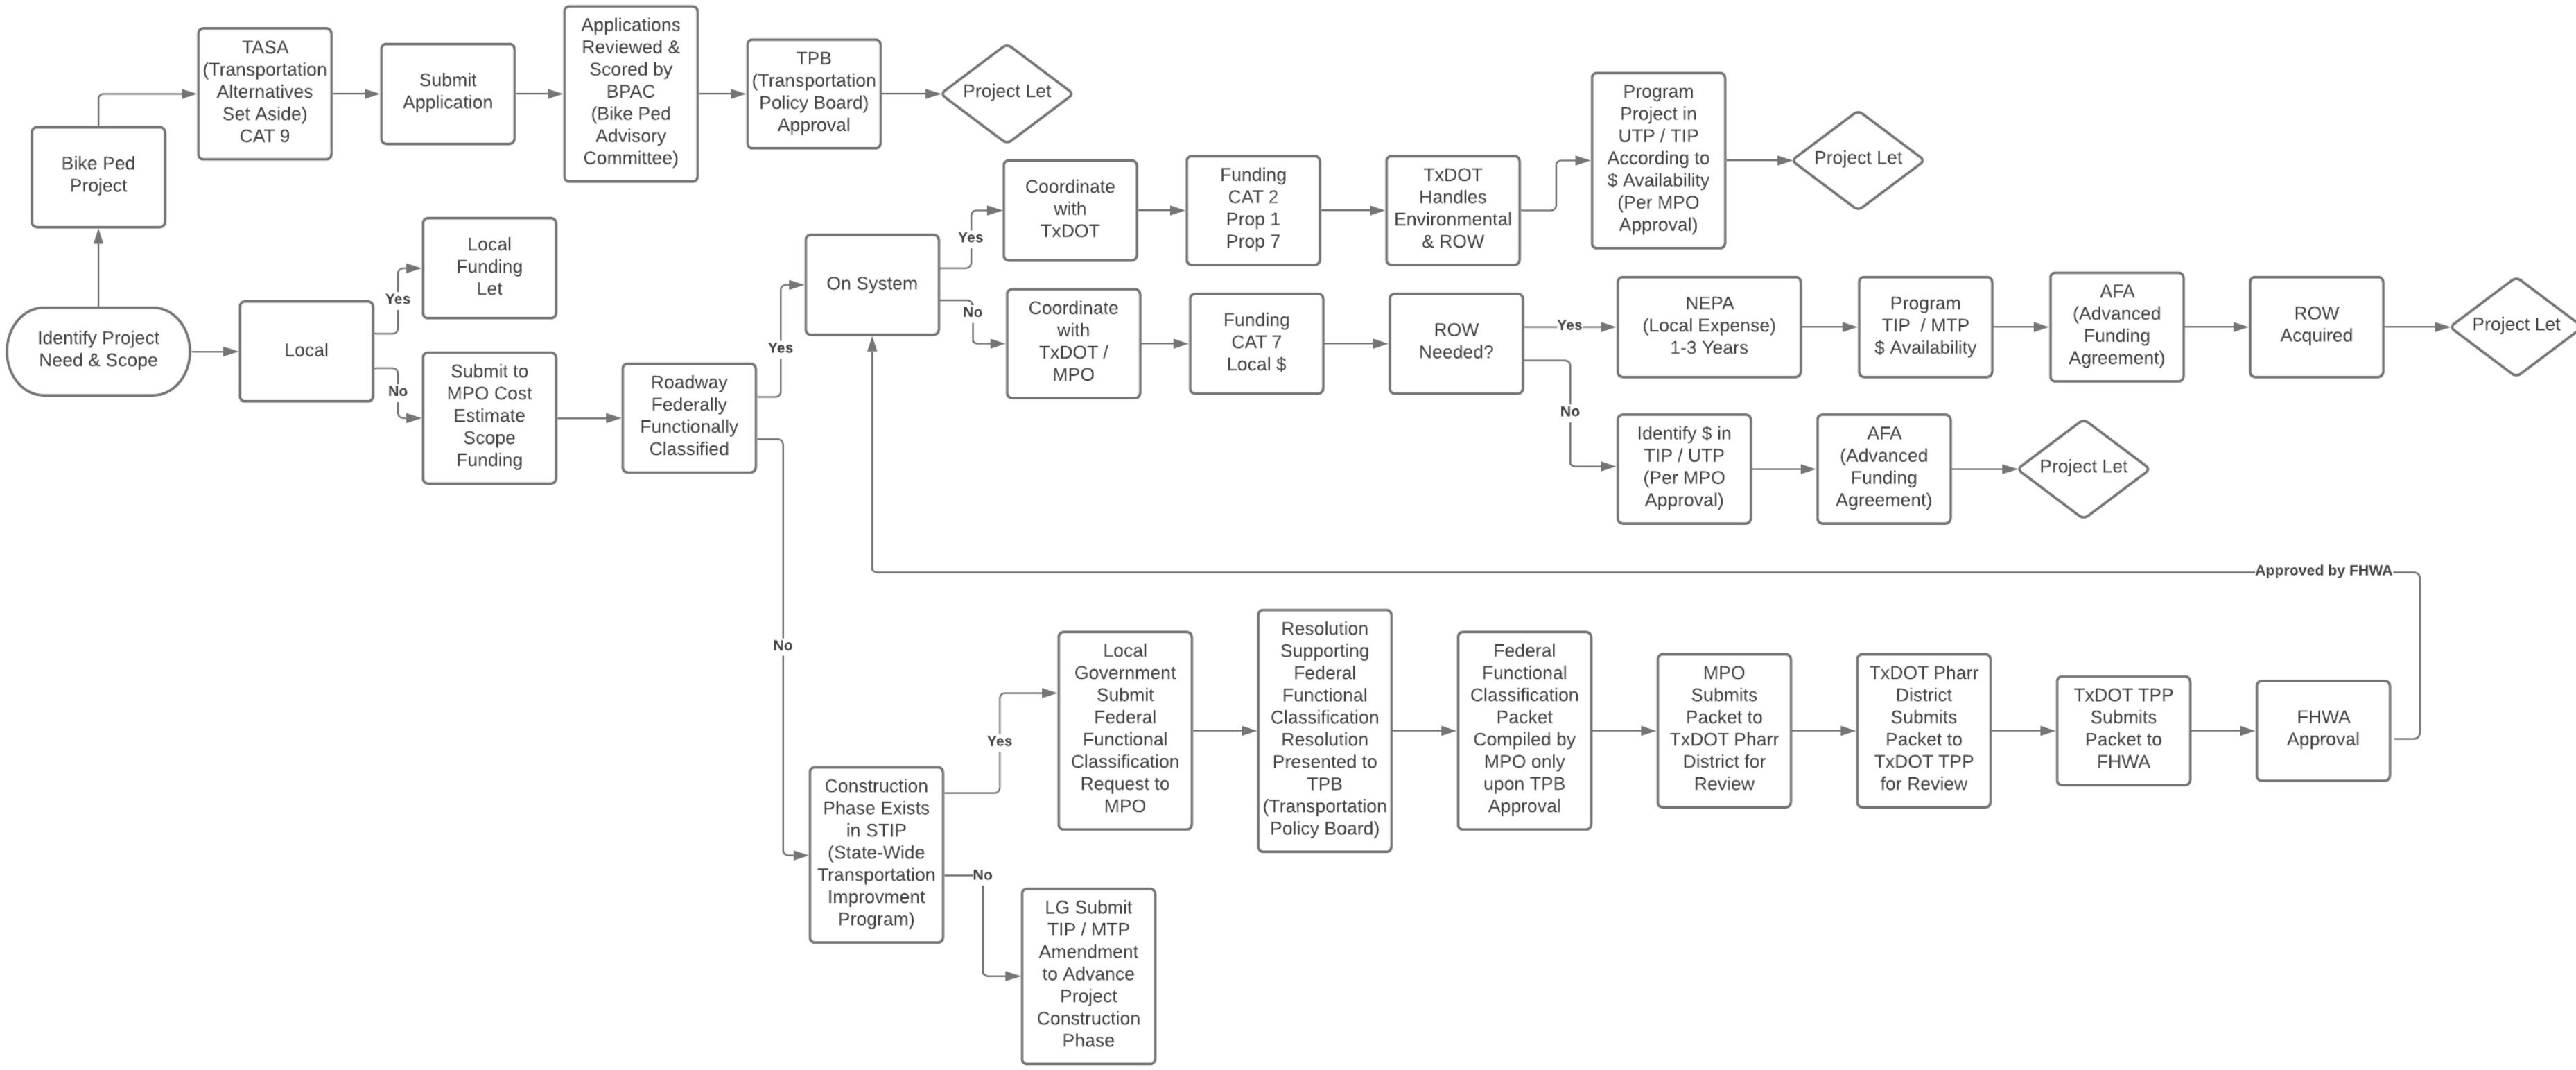 TASA
(Transportation
Alternatives
Set Aside)
CAT 9
Submit
Application
Applications
Reviewed &
Scored by
BPAC
(Bike Ped
Advisory
Committee)
TPB
(Transportation
Policy Board)
Approval
Project Let
Bike Ped
Project
Identify Project
Need & Scope
Local
Yes
Local
Funding
Let
No
Submit to
MPO Cost
Estimate
Scope
Funding
Roadway
Federally
Functionally
Classified
Yes
On System
Yes
Coordinate
with
TxDOT
Funding
CAT 2
Prop 1
Prop 7
TxDOT
Handles
Environmental
& ROW
Program
Project in
UTP / TIP
According to
$ Availability
(Per MPO
Approval)
Project Let
No
Coordinate
with
TxDOT /
MPO
Funding
CAT 7
Local $
ROW
Needed?
Yes
NEPA
(Local Expense)
1-3 Years
Program
TIP / MTP
$ Availability
AFA
(Advanced
Funding
Agreement)
ROW
Acquired
Project Let
No
Identify $ in
TIP / UTP
(Per MPO
Approval)
AFA
(Advanced
Funding
Agreement)
Project Let
Approved by FHWA
No
Construction
Phase Exists
in STIP
(State-Wide
Transportation
Improvment
Program)
Yes
Local
Government
Submit
Federal
Functional
Classification
Request to
MPO
Resolution
Supporting
Federal
Functional
Classification
Resolution
Presented to
TPB
(Transportation
Policy Board)
Federal
Functional
Classification
Packet
Compiled by
MPO only
upon TPB
Approval
MPO
Submits
Packet to
TxDOT Pharr
District for
Review
TxDOT Pharr
District
Submits
Packet to
TxDOT TPP
for Review
TxDOT TPP
Submits
Packet to
FHWA
FHWA
Approval
No
LG Submit
TIP / MTP
Amendment
to Advance
Project
Construction
Phase